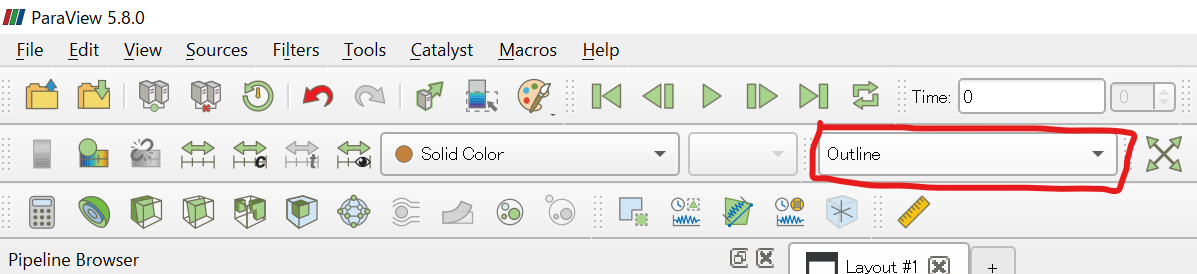 ParaView 5.8.0
File Edit View Sources Filters Tools Catalyst Macros Help
Time: 0 0
c t Solid Color Outline
Pipeline Browser Layout #1 +